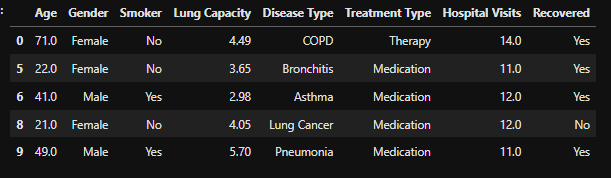 :
Age Gender Smoker Lung Capacity Disease Type Treatment Type Hospital Visits Recovered
0 71.0 Female No 4.49 COPD Therapy 14.0 Yes
5 22.0 Female No 3.65 Bronchitis Medication 11.0 Yes
6 41.0 Male Yes 2.98 Asthma Medication 12.0 Yes
8 21.0 Female No 4.05 Lung Cancer Medication 12.0 No
9 49.0 Male Yes 5.70 Pneumonia Medication 11.0 Yes